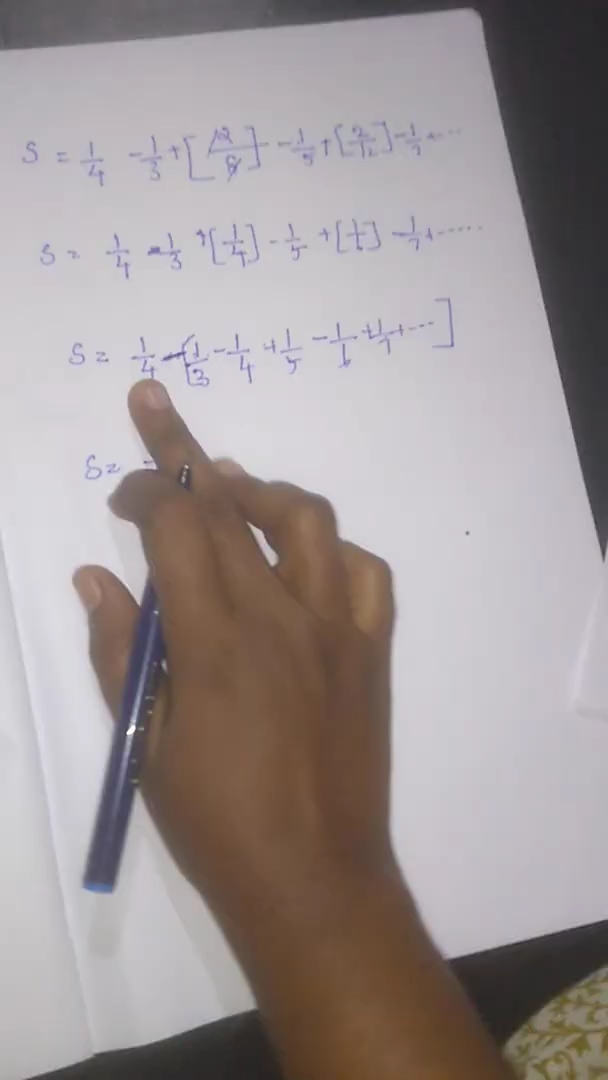 S = 1/4 - 1/3 + [2/8] - 1/5 + [2/12] - 1/7 + ...
S = 1/4 - 1/3 + [1/4] - 1/5 + [1/6] - 1/7 + .....
S = 1/4 - [1/3 - 1/4 + 1/5 - 1/6 + 1/7 + ...]
S =